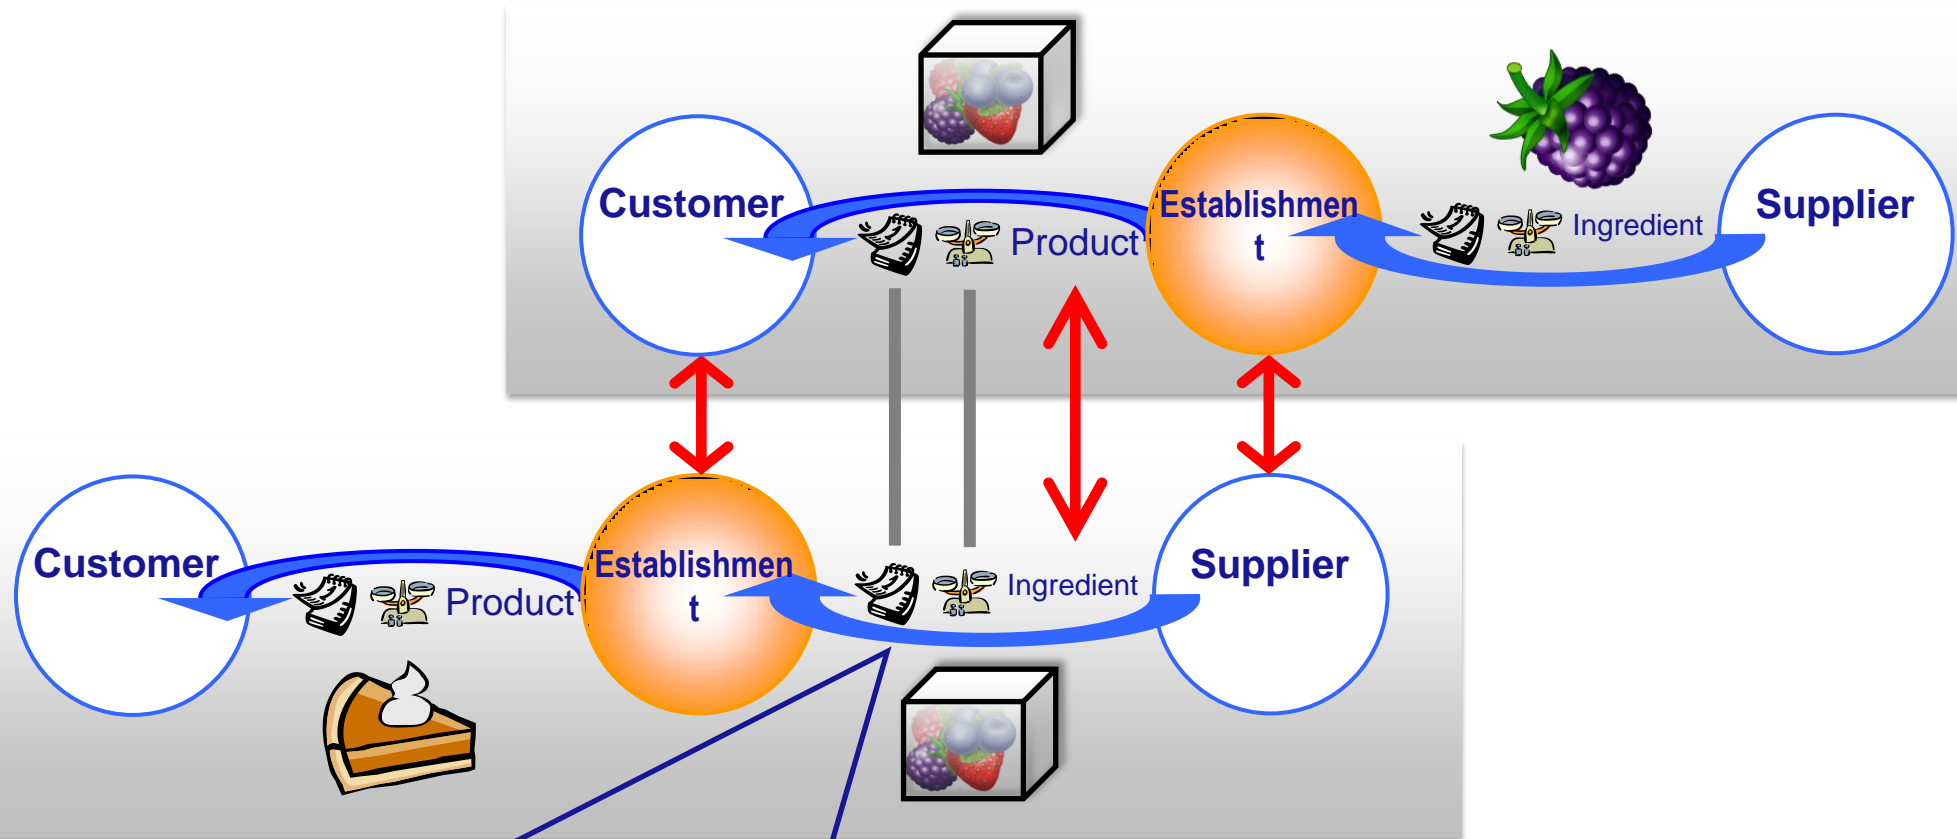 Customer
Product
Establishmen
t
Ingredient
Supplier
Customer
Product
Establishmen
t
Ingredient
Supplier